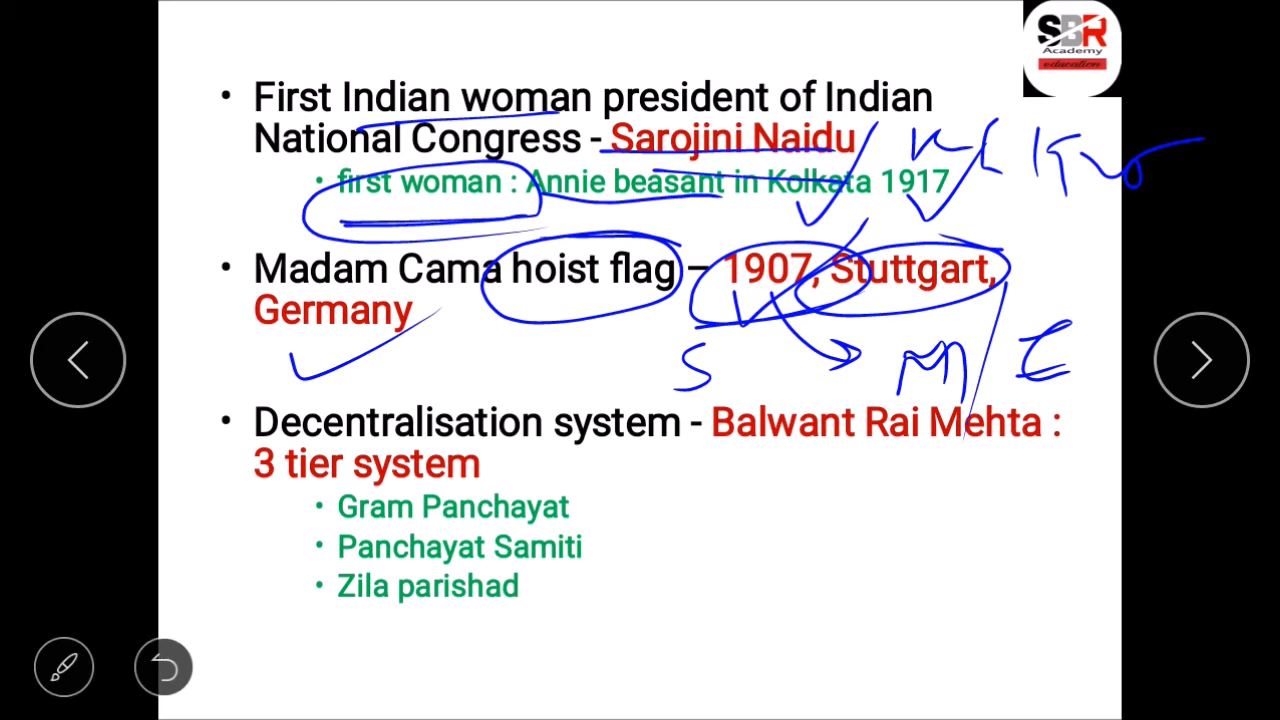 SBR
Academy
education
• First Indian woman president of Indian
National Congress - Sarojini Naidu
• first woman : Annie beasant in Kolkata 1917
• Madam Cama hoist flag – 1907, Stuttgart,
Germany
S M E
• Decentralisation system - Balwant Rai Mehta :
3 tier system
• Gram Panchayat
• Panchayat Samiti
• Zila parishad